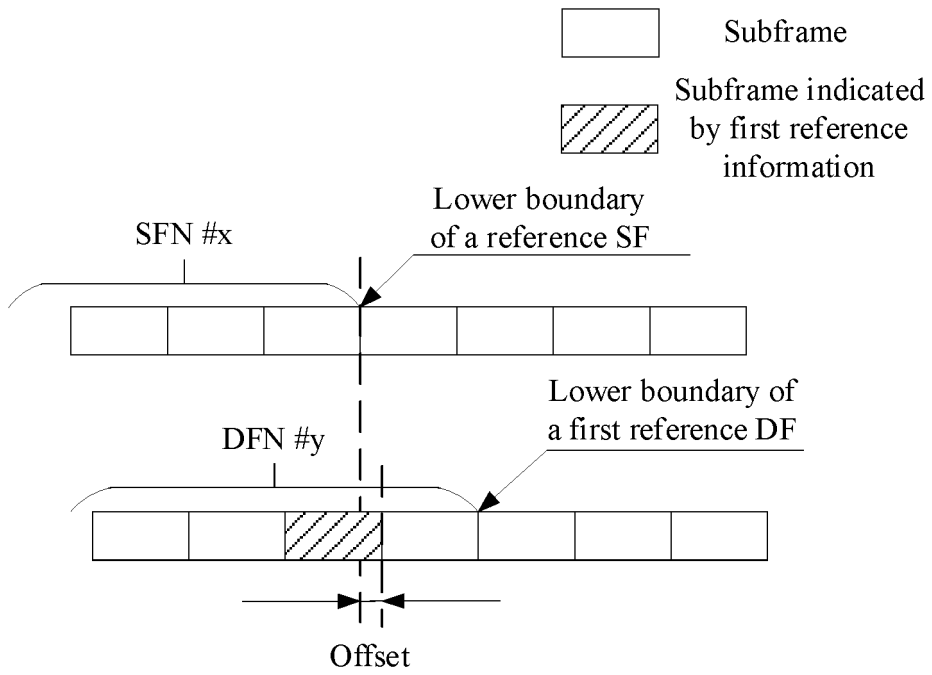 Subframe
Subframe indicated
by first reference
information
Lower boundary
of a reference SF
SFN #x
Lower boundary of
a first reference DF
DFN #y
Offset